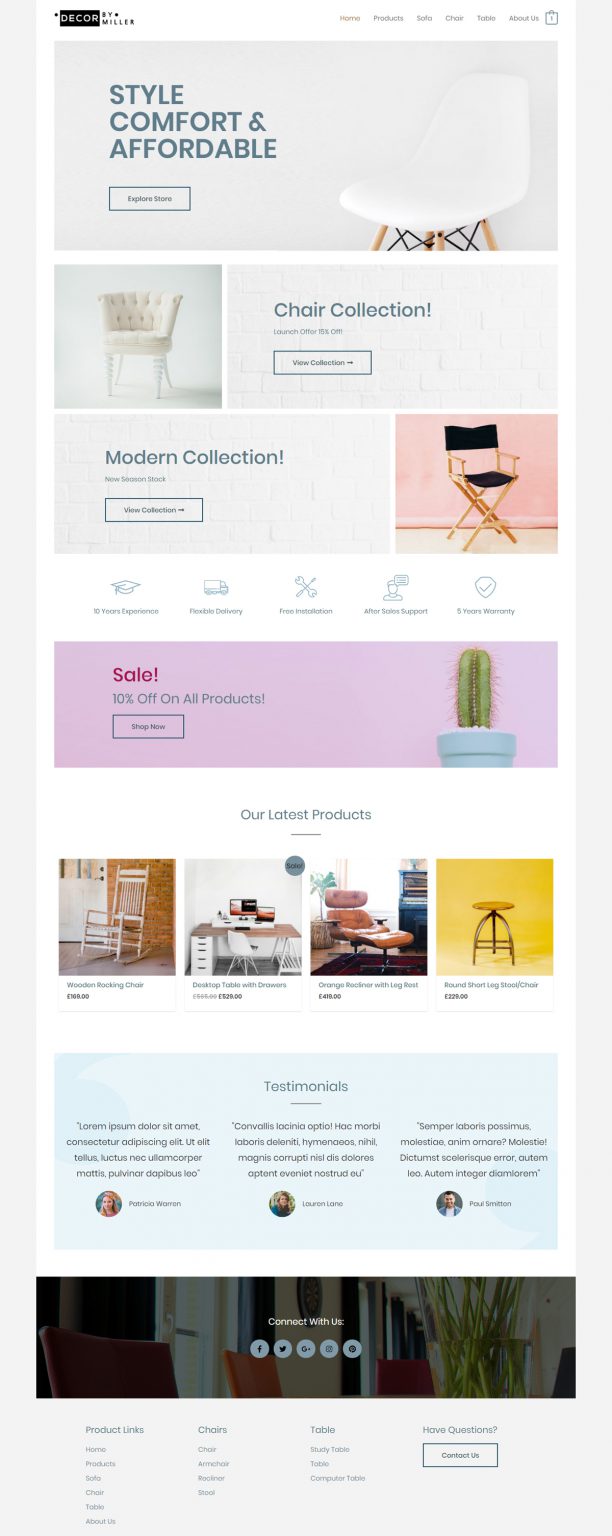 DECOR BY MILLER
Home Products Sofa Chair Table About Us 1
STYLE
COMFORT &
AFFORDABLE
Explore Store
Chair Collection!
Launch Offer 15% Off!
View Collection ➞
Modern Collection!
New Season Stock
View Collection ➞
10 Years Experience Flexible Delivery Free Installation After Sales Support 5 Years Warranty
Sale!
10% Off On All Products!
Shop Now
Our Latest Products
Sale!
Wooden Rocking Chair
£169.00
Desktop Table with Drawers
£565.00 £529.00
Orange Recliner with Leg Rest
£419.00
Round Short Leg Stool/Chair
£229.00
Testimonials
"Lorem ipsum dolor sit amet,
consectetur adipiscing elit. Ut elit
tellus, luctus nec ullamcorper
mattis, pulvinar dapibus leo"
Patricia Warren
"Convallis lacinia optio! Hac morbi
laboris deleniti, hymenaeos, nihil,
magnis corrupti nisl dis dolores
aptent eveniet nostrud eu"
Lauren Lane
"Semper laboris possimus,
molestiae, anim ornare? Molestie!
Dictumst scelerisque error, autem
leo. Autem integer diamlorem"
Paul Smitten
Connect With Us:
Product Links
Home
Products
Sofa
Chair
Table
About Us
Chairs
Chair
Armchair
Recliner
Stool
Table
Study Table
Table
Computer Table
Have Questions?
Contact Us